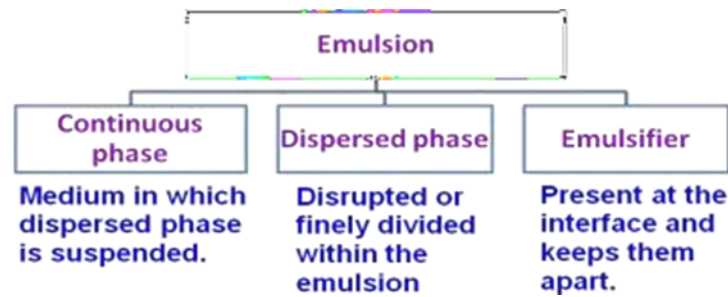 Emulsion
Continuous
phase
Medium in which
dispersed phase
is suspended.
Dispersed phase
Disrupted or
finely divided
within the
emulsion
Emulsifier
Present at the
interface and
keeps them
apart.